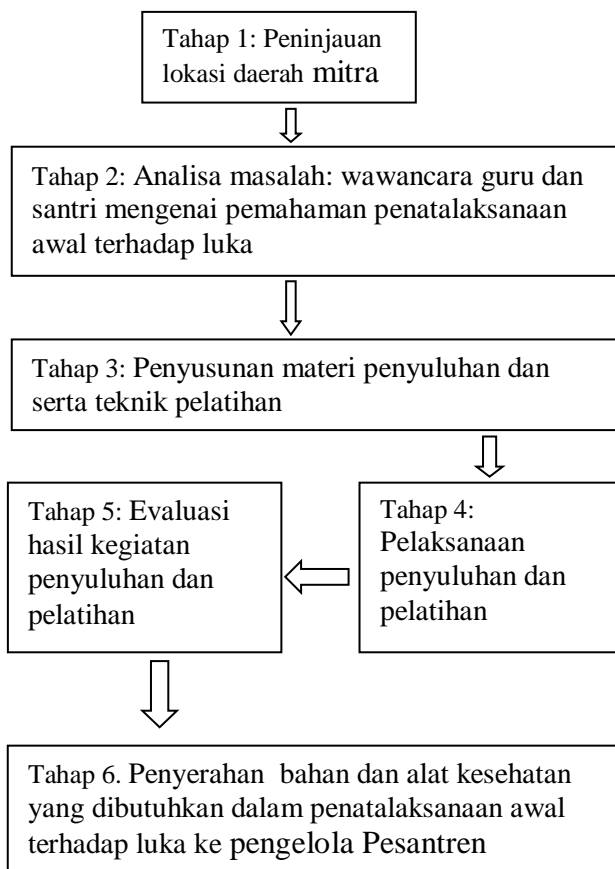 Tahap 1: Peninjauan
lokasi daerah mitra
Tahap 2: Analisa masalah: wawancara guru dan
santri mengenai pemahaman penatalaksanaan
awal terhadap luka
Tahap 3: Penyusunan materi penyuluhan dan
serta teknik pelatihan
Tahap 4:
Pelaksanaan
penyuluhan dan
pelatihan
Tahap 5: Evaluasi
hasil kegiatan
penyuluhan dan
pelatihan
Tahap 6. Penyerahan bahan dan alat kesehatan
yang dibutuhkan dalam penatalaksanaan awal
terhadap luka ke pengelola Pesantren